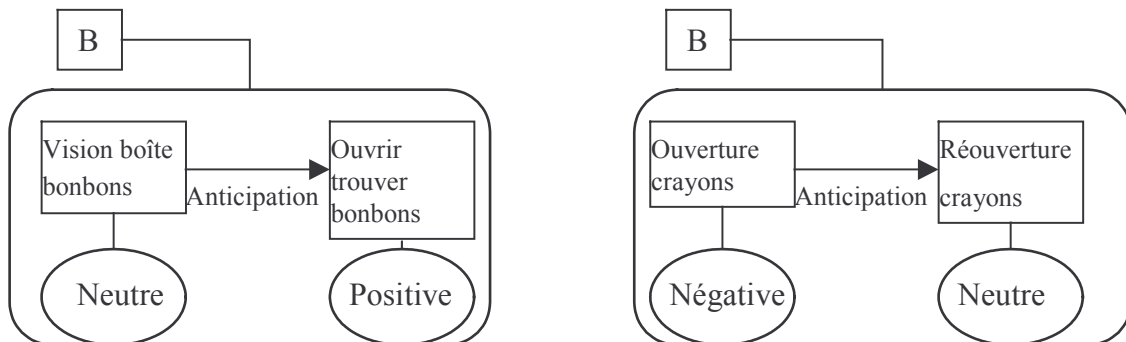 B
Vision boîte
bonbons
Anticipation
Ouvrir
trouver
bonbons
Neutre
Positive
B
Ouverture
crayons
Anticipation
Réouverture
crayons
Négative
Neutre